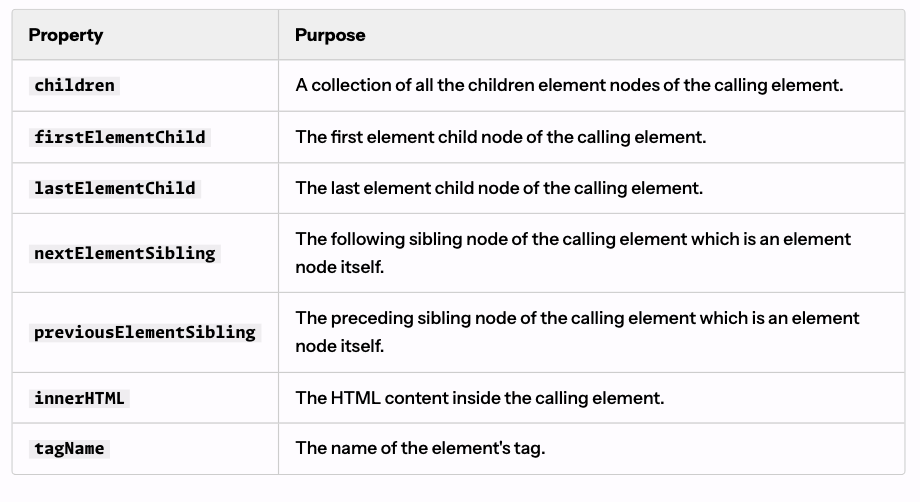 Property Purpose
children A collection of all the children element nodes of the calling element.
firstElementChild The first element child node of the calling element.
lastElementChild The last element child node of the calling element.
nextElementSibling The following sibling node of the calling element which is an element
node itself.
previousElementSibling The preceding sibling node of the calling element which is an element
node itself.
innerHTML The HTML content inside the calling element.
tagName The name of the element's tag.